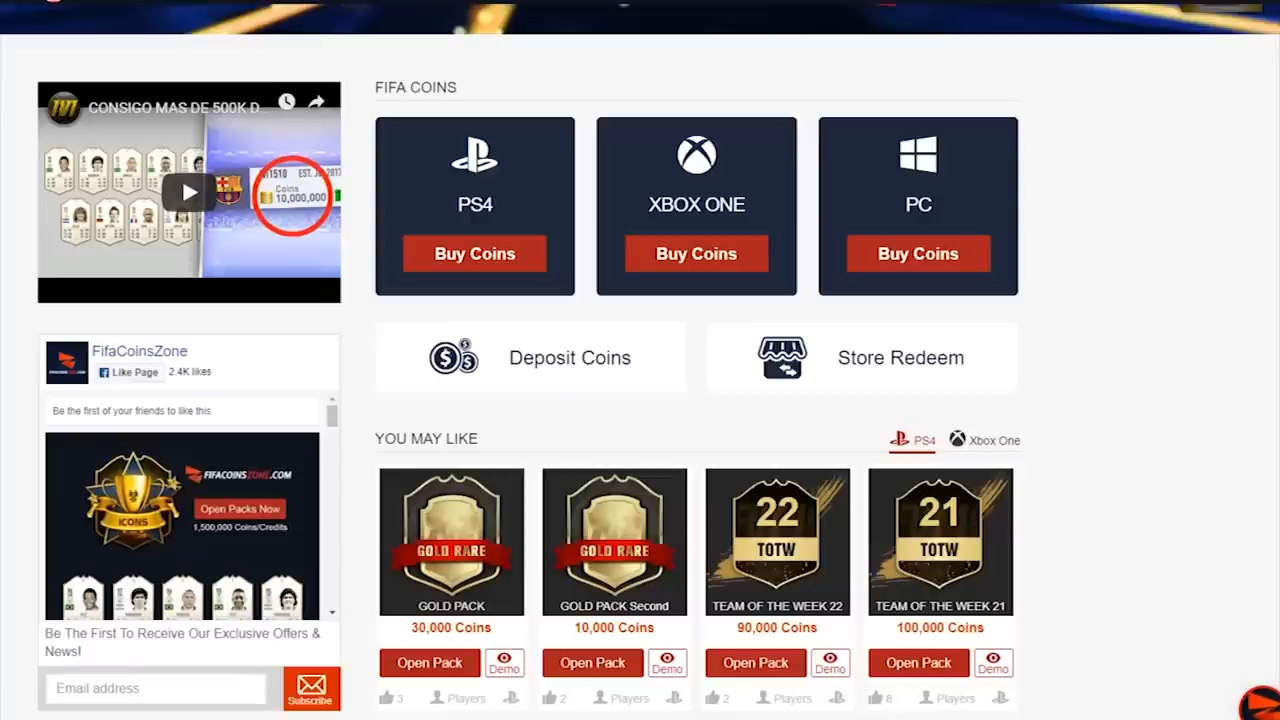 CONSIGO MAS DE 500K D...
EST. JUL 2017
Coins
10,000,000
FifaCoinsZone
Like Page
2.4K likes
Be the first of your friends to like this
FIFACOINSZONE.COM
Open Packs Now
1,500,000 Coins/Credits
ICONS
Be The First To Receive Our Exclusive Offers &
News!
Email address
Subscribe
FIFA COINS
PS4
XBOX ONE
PC
Buy Coins
Buy Coins
Buy Coins
Deposit Coins
Store Redeem
YOU MAY LIKE
PS4
Xbox One
GOLD RARE
GOLD PACK
30,000 Coins
Open Pack
Demo
3
Players
GOLD RARE
GOLD PACK Second
10,000 Coins
Open Pack
Demo
2
Players
22
TOTW
TEAM OF THE WEEK 22
90,000 Coins
Open Pack
Demo
2
Players
21
TOTW
TEAM OF THE WEEK 21
100,000 Coins
Open Pack
Demo
8
Players